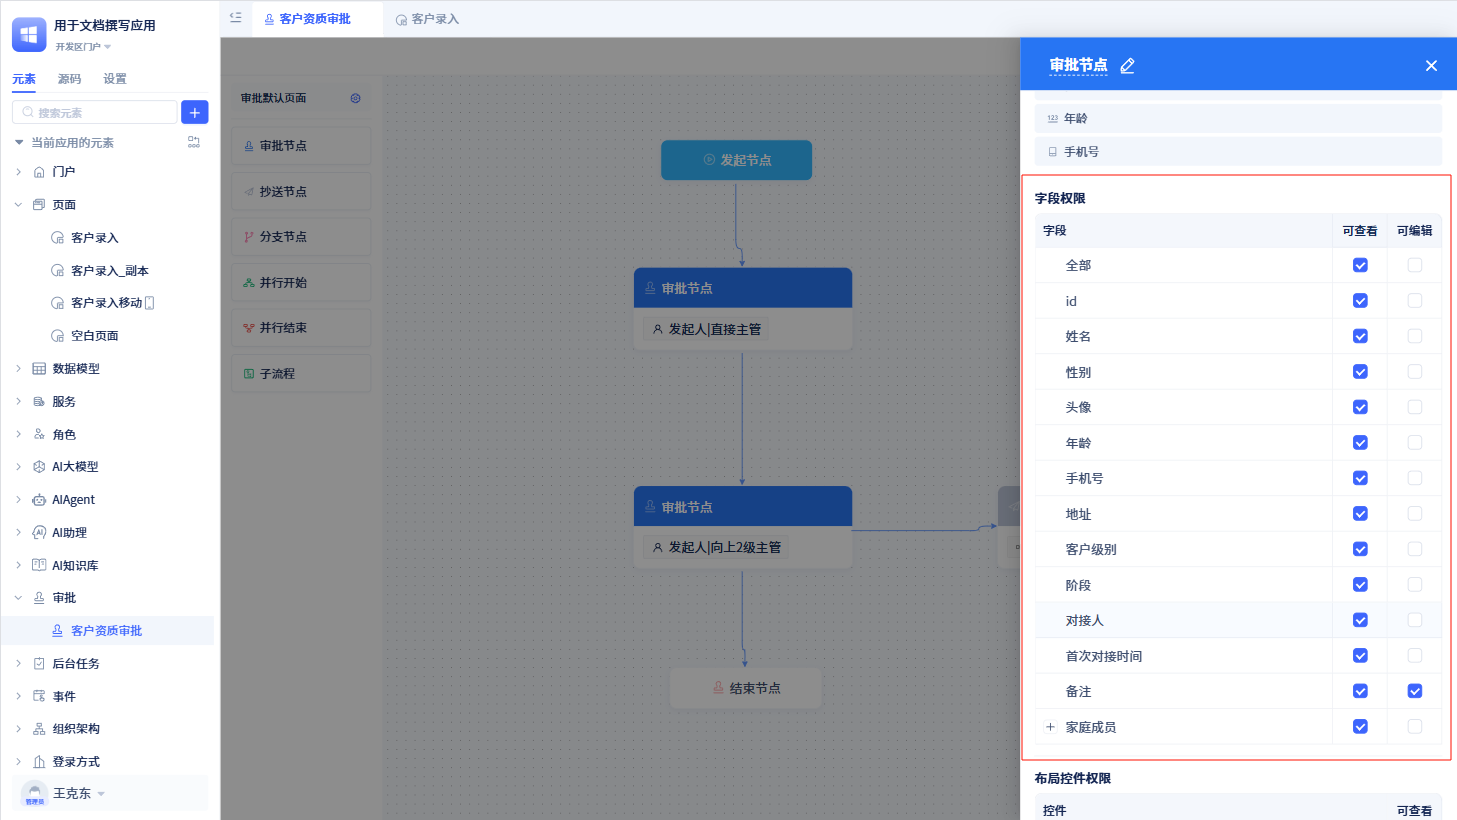 用于文档撰写应用
开发区门户
元素
源码
设置
搜索元素
当前应用的元素
门户
页面
客户录入
客户录入_副本
客户录入移动
空白页面
数据模型
服务
角色
AI大模型
AIAgent
AI助理
AI知识库
审批
客户资质审批
后台任务
事件
组织架构
登录方式
管理员
王克东
客户资质审批
客户录入
审批默认页面
审批节点
抄送节点
分支节点
并行开始
并行结束
子流程
发起节点
审批节点
发起人|直接主管
审批节点
发起人|向上2级主管
结束节点
审批节点
123 年龄
手机号
字段权限
字段 可查看 可编辑
全部
id
姓名
性别
头像
年龄
手机号
地址
客户级别
阶段
对接人
首次对接时间
备注
家庭成员
布局控件权限
控件 可查看